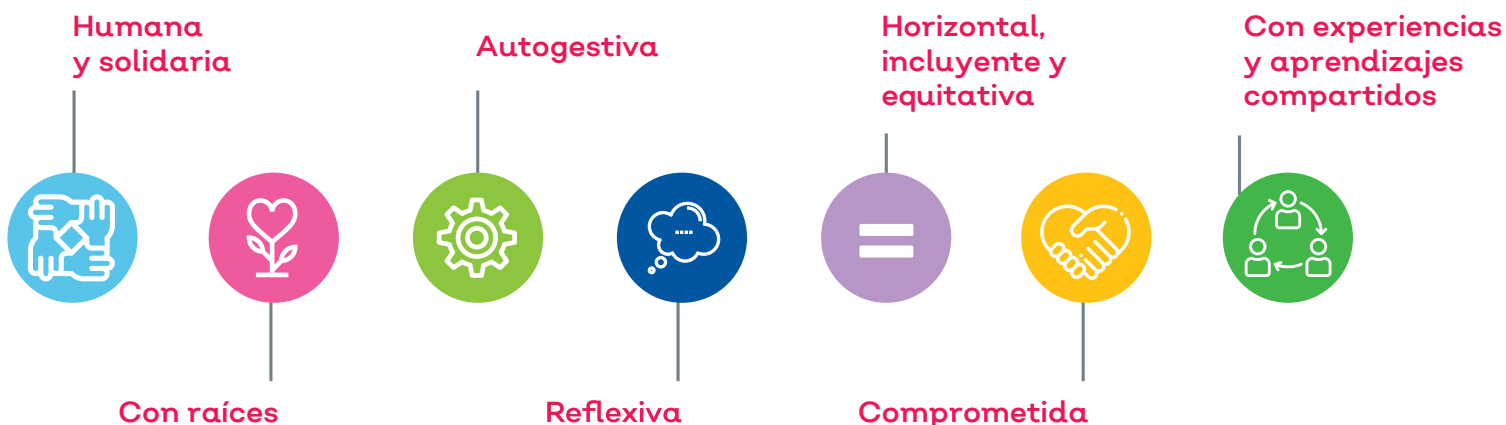 Humana
y solidaria
Con raíces
Autogestiva
Reflexiva
Horizontal,
incluyente y
equitativa
Comprometida
Con experiencias
y aprendizajes
compartidos